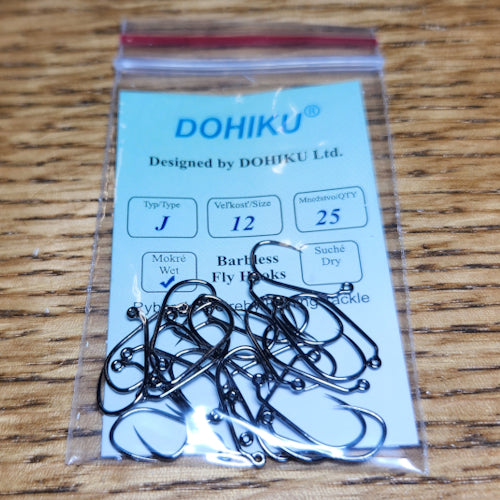 DOHIKU®
Designed by DOHIKU Ltd.
Typ/Type
J
Veľkosť/Size
12
Množstvo/QTY
25
Mokré
Wet
Barbless
Fly Hooks
Suché
Dry